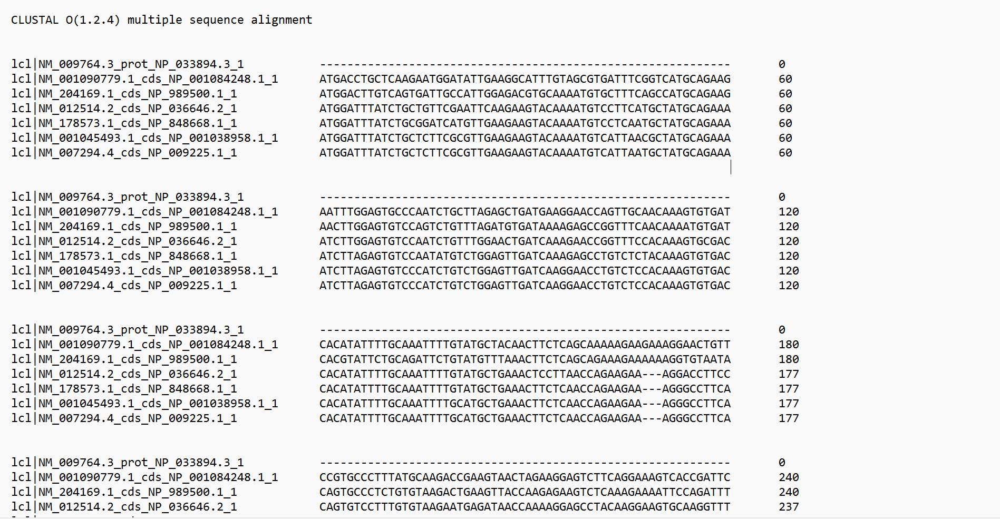 CLUSTAL O(1.2.4) multiple sequence alignment
lcl|NM_009764.3_prot_NP_033894.3_1 ------------------------------------------------------------ 0
lcl|NM_001090779.1_cds_NP_001084248.1_1 ATGACCTGCTCAAGAATGGATATTGAAGGCATTTGTAGCGTGATTTCGGTCATGCAGAAG 60
lcl|NM_204169.1_cds_NP_989500.1_1 ATGGACTTGTCAGTGATTGCCATTGGAGACGTGCAAAATGTGCTTTCAGCCATGCAGAAG 60
lcl|NM_012514.2_cds_NP_036646.2_1 ATGGATTTATCTGCTGTTCGAATTCAAGAAGTACAAAATGTCCTTCATGCTATGCAGAAA 60
lcl|NM_178573.1_cds_NP_848668.1_1 ATGGATTTATCTGCGGATCATGTTGAAGAAGTACAAAATGTCCTCAATGCTATGCAGAAA 60
lcl|NM_001045493.1_cds_NP_001038958.1_1 ATGGATTTATCTGCTCTTCGCGTTGAAGAAGTACAAAATGTCATTAACGCTATGCAGAAA 60
lcl|NM_007294.4_cds_NP_009225.1_1 ATGGATTTATCTGCTCTTCGCGTTGAAGAAGTACAAAATGTCATTAATGCTATGCAGAAA 60
lcl|NM_009764.3_prot_NP_033894.3_1 ------------------------------------------------------------ 0
lcl|NM_001090779.1_cds_NP_001084248.1_1 AATTTGGAGTGCCCAATCTGCTTAGAGCTGATGAAGGAACCAGTTGCAACAAAGTGTGAT 120
lcl|NM_204169.1_cds_NP_989500.1_1 AACTTGGAGTGTCCAGTCTGTTTAGATGTGATAAAAGAGCCGGTTTCAACAAAATGTGAT 120
lcl|NM_012514.2_cds_NP_036646.2_1 ATCTTGGAGTGTCCAATCTGTTTGGAACTGATCAAAGAACCGGTTTCCACAAAGTGCGAC 120
lcl|NM_178573.1_cds_NP_848668.1_1 ATCTTAGAGTGTCCAATATGTCTGGAGTTGATCAAAGAGCCTGTCTCTACAAAGTGTGAC 120
lcl|NM_001045493.1_cds_NP_001038958.1_1 ATCTTAGAGTGTCCCATCTGTCTGGAGTTGATCAAGGAACCTGTCTCCACAAAGTGTGAC 120
lcl|NM_007294.4_cds_NP_009225.1_1 ATCTTAGAGTGTCCCATCTGTCTGGAGTTGATCAAGGAACCTGTCTCCACAAAGTGTGAC 120
lcl|NM_009764.3_prot_NP_033894.3_1 ------------------------------------------------------------ 0
lcl|NM_001090779.1_cds_NP_001084248.1_1 CACATATTTTGCAAATTTTGTATGCTACAACTTCTCAGCAAAAAGAAGAAAGGAACTGTT 180
lcl|NM_204169.1_cds_NP_989500.1_1 CACGTATTCTGCAGATTCTGTATGTTTAAACTTCTCAGCAGAAAGAAAAAAGGTGTAATA 180
lcl|NM_012514.2_cds_NP_036646.2_1 CACATATTTTGCAAATTTTGTATGCTGAAACTCCTTAACCAGAAGAA---AGGACCTTCC 177
lcl|NM_178573.1_cds_NP_848668.1_1 CACATATTTTGCAAATTTTGTATGCTGAAACTTCTCAACCAGAAGAA---AGGGCCTTCA 177
lcl|NM_001045493.1_cds_NP_001038958.1_1 CACATATTTTGCAAATTTTGCATGCTGAAACTTCTCAACCAGAAGAA---AGGGCCTTCA 177
lcl|NM_007294.4_cds_NP_009225.1_1 CACATATTTTGCAAATTTTGCATGCTGAAACTTCTCAACCAGAAGAA---AGGGCCTTCA 177
lcl|NM_009764.3_prot_NP_033894.3_1 ------------------------------------------------------------ 0
lcl|NM_001090779.1_cds_NP_001084248.1_1 CCGTGCCCTTTATGCAAGACCGAAGTAACTAGAAGGAGTCTTCAGGAAAGTCACCGATTC 240
lcl|NM_204169.1_cds_NP_989500.1_1 CAGTGCCCTCTGTGTAAGACTGAAGTTACCAAGAGAAGTCTCAAAGAAAATTCCAGATTT 240
lcl|NM_012514.2_cds_NP_036646.2_1 CAGTGTCCTTTGTGTAAGAATGAGATAACCAAAAGGAGCCTACAAGGAAGTGCAAGGTTT 237